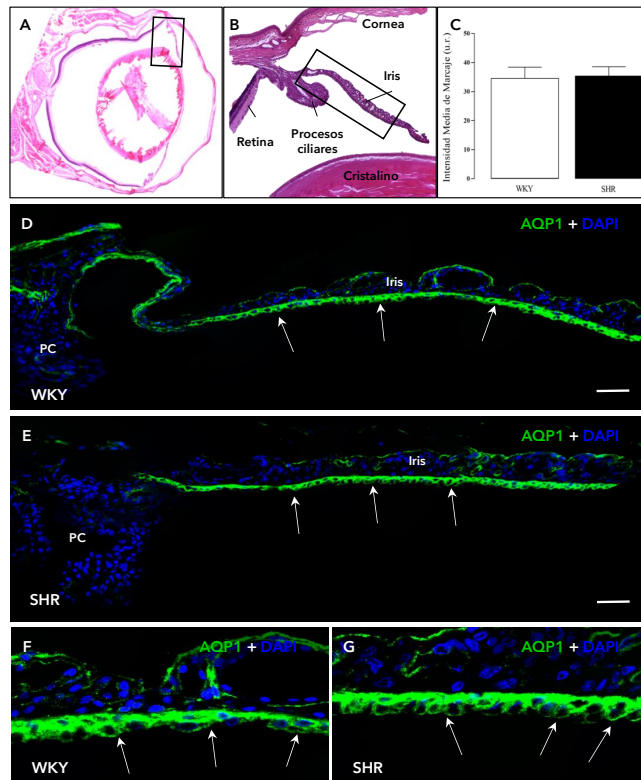 A
B
Cornea
Iris
Retina
Procesos
ciliares
Cristalino
C
Intensidad Media de Marcaje (u.r.)
50
40
30
20
10
0
WKY
SHR
D
AQP1 + DAPI
Iris
PC
WKY
E
AQP1 + DAPI
Iris
PC
SHR
F
AQP1 + DAPI
WKY
G
AQP1 + DAPI
SHR